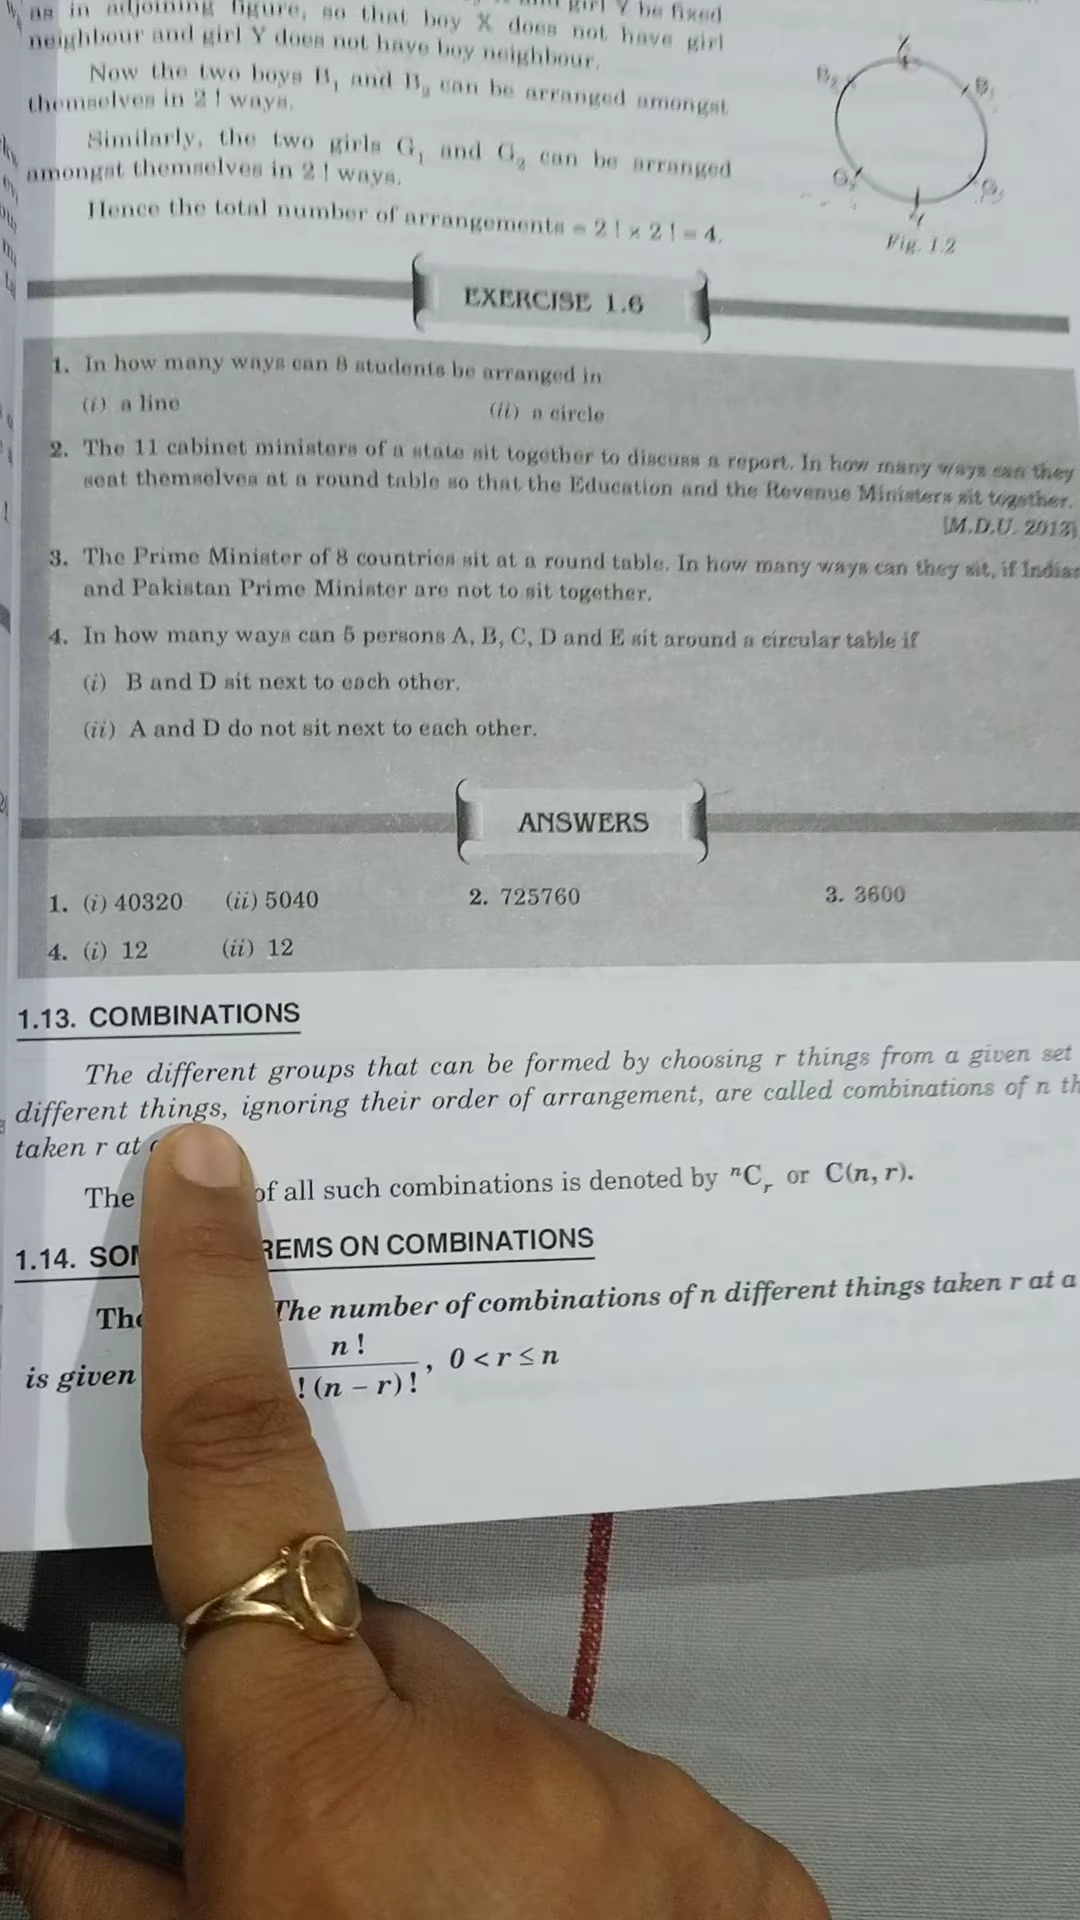 as in adjoining figure, so that boy X does not have girl
neighbour and girl Y does not have boy neighbour.
Now the two boys B₁ and B₂ can be arranged amongst
themselves in 2 ! ways.
Similarly, the two girls G₁ and G₂ can be arranged
amongst themselves in 2 ! ways.
Hence the total number of arrangements = 2 ! × 2 ! = 4.
Fig. 1.2
EXERCISE 1.6
1. In how many ways can 8 students be arranged in
(i) a line (ii) a circle
2. The 11 cabinet ministers of a state sit together to discuss a report. In how many ways can they
seat themselves at a round table so that the Education and the Revenue Ministers sit together.
[M.D.U. 2013]
3. The Prime Minister of 8 countries sit at a round table. In how many ways can they sit, if Indian
and Pakistan Prime Minister are not to sit together.
4. In how many ways can 5 persons A, B, C, D and E sit around a circular table if
(i) B and D sit next to each other.
(ii) A and D do not sit next to each other.
ANSWERS
1. (i) 40320 (ii) 5040 2. 725760 3. 3600
4. (i) 12 (ii) 12
1.13. COMBINATIONS
The different groups that can be formed by choosing r things from a given set
different things, ignoring their order of arrangement, are called combinations of n th
taken r at
The of all such combinations is denoted by ⁿCᵣ or C(n, r).
1.14. SOM REMS ON COMBINATIONS
The The number of combinations of n different things taken r at a
is given n ! / ! (n – r) ! , 0 < r ≤ n